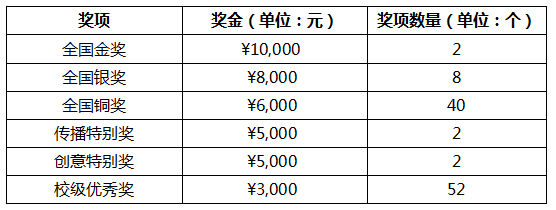 奖项 奖金（单位：元） 奖项数量（单位：个）
全国金奖 ¥10,000 2
全国银奖 ¥8,000 8
全国铜奖 ¥6,000 40
传播特别奖 ¥5,000 2
创意特别奖 ¥5,000 2
校级优秀奖 ¥3,000 52